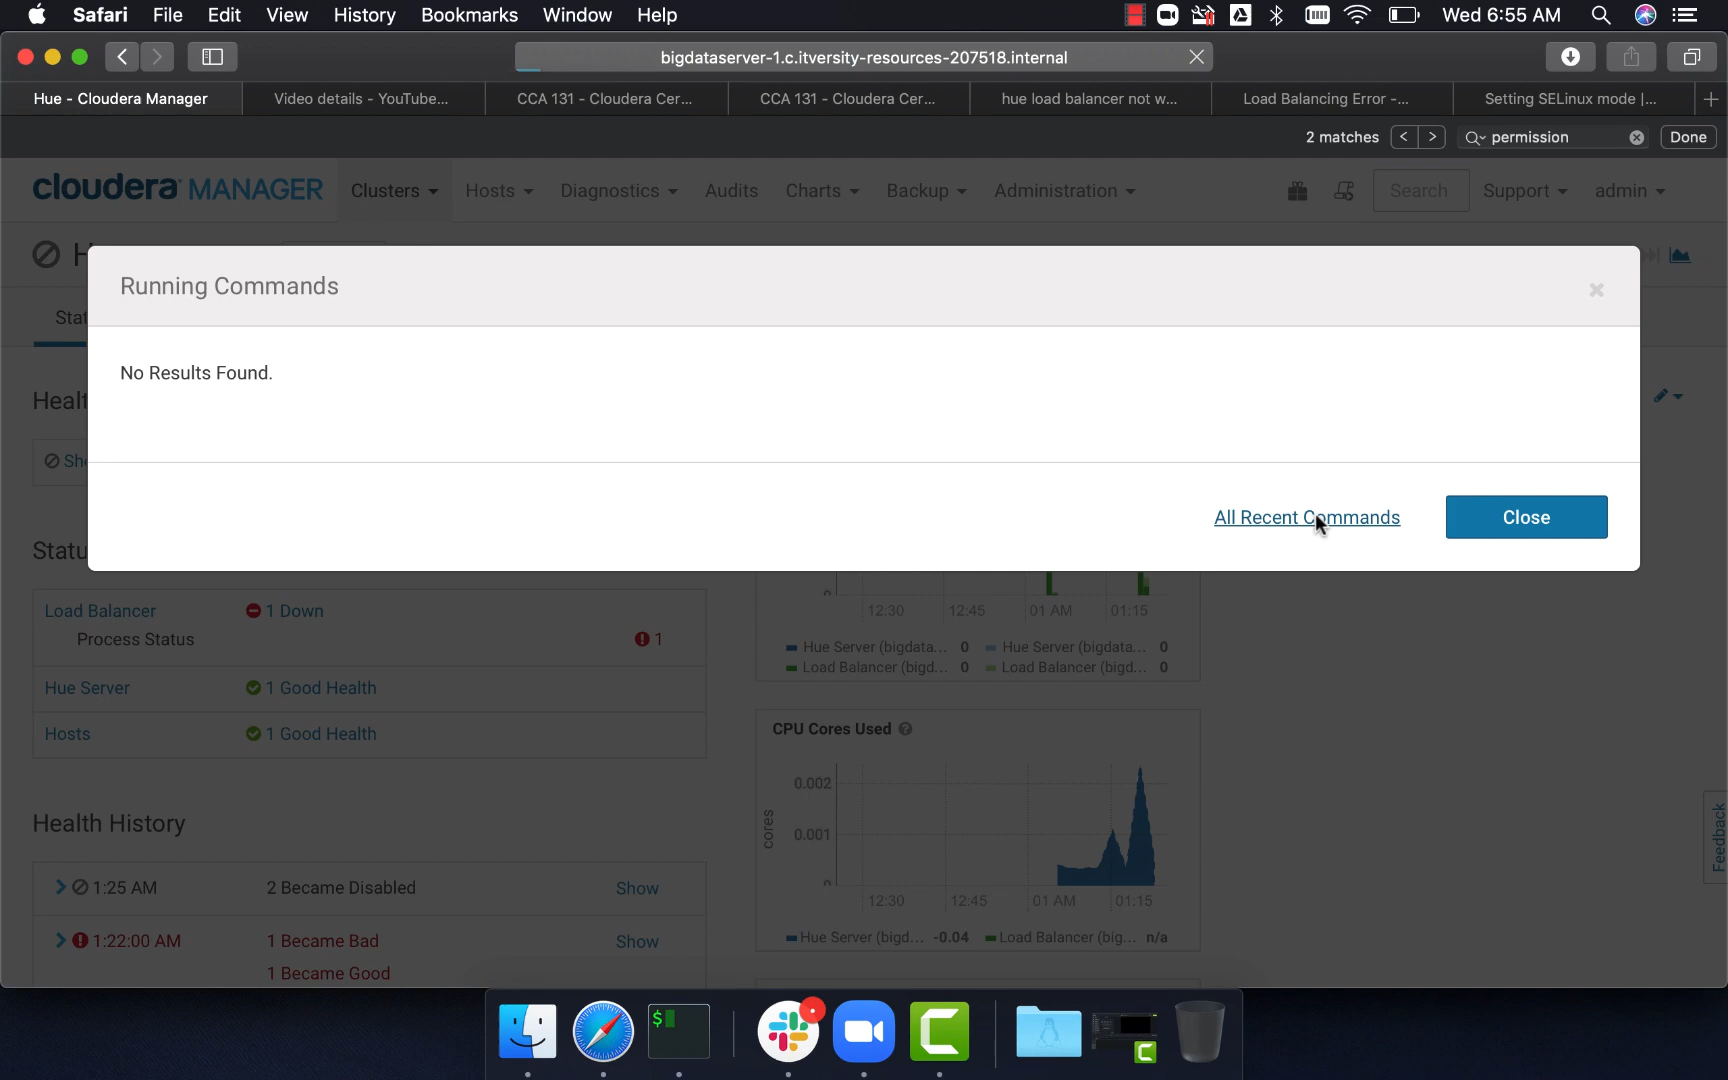 Safari File Edit View History Bookmarks Window Help Wed 6:55 AM
bigdataserver-1.c.itversity-resources-207518.internal
Hue - Cloudera Manager Video details - YouTube... CCA 131 - Cloudera Cer... CCA 131 - Cloudera Cer... hue load balancer not w... Load Balancing Error -... Setting SELinux mode |...
2 matches < > permission Done
cloudera MANAGER Clusters Hosts Diagnostics Audits Charts Backup Administration Search Support admin
H
Running Commands
Stat
No Results Found.
Healt
She
All Recent Commands Close
Statu
Load Balancer 1 Down
Process Status 1
Hue Server 1 Good Health
Hosts 1 Good Health
0
12:30 12:45 01 AM 01:15
Hue Server (bigdata... 0 Hue Server (bigdata... 0
Load Balancer (bigd... 0 Load Balancer (bigd... 0
CPU Cores Used
cores
0.002
0.001
0
12:30 12:45 01 AM 01:15
Hue Server (bigd... -0.04 Load Balancer (big... n/a
Health History
1:25 AM 2 Became Disabled Show
1:22:00 AM 1 Became Bad Show
1 Became Good
Feedback